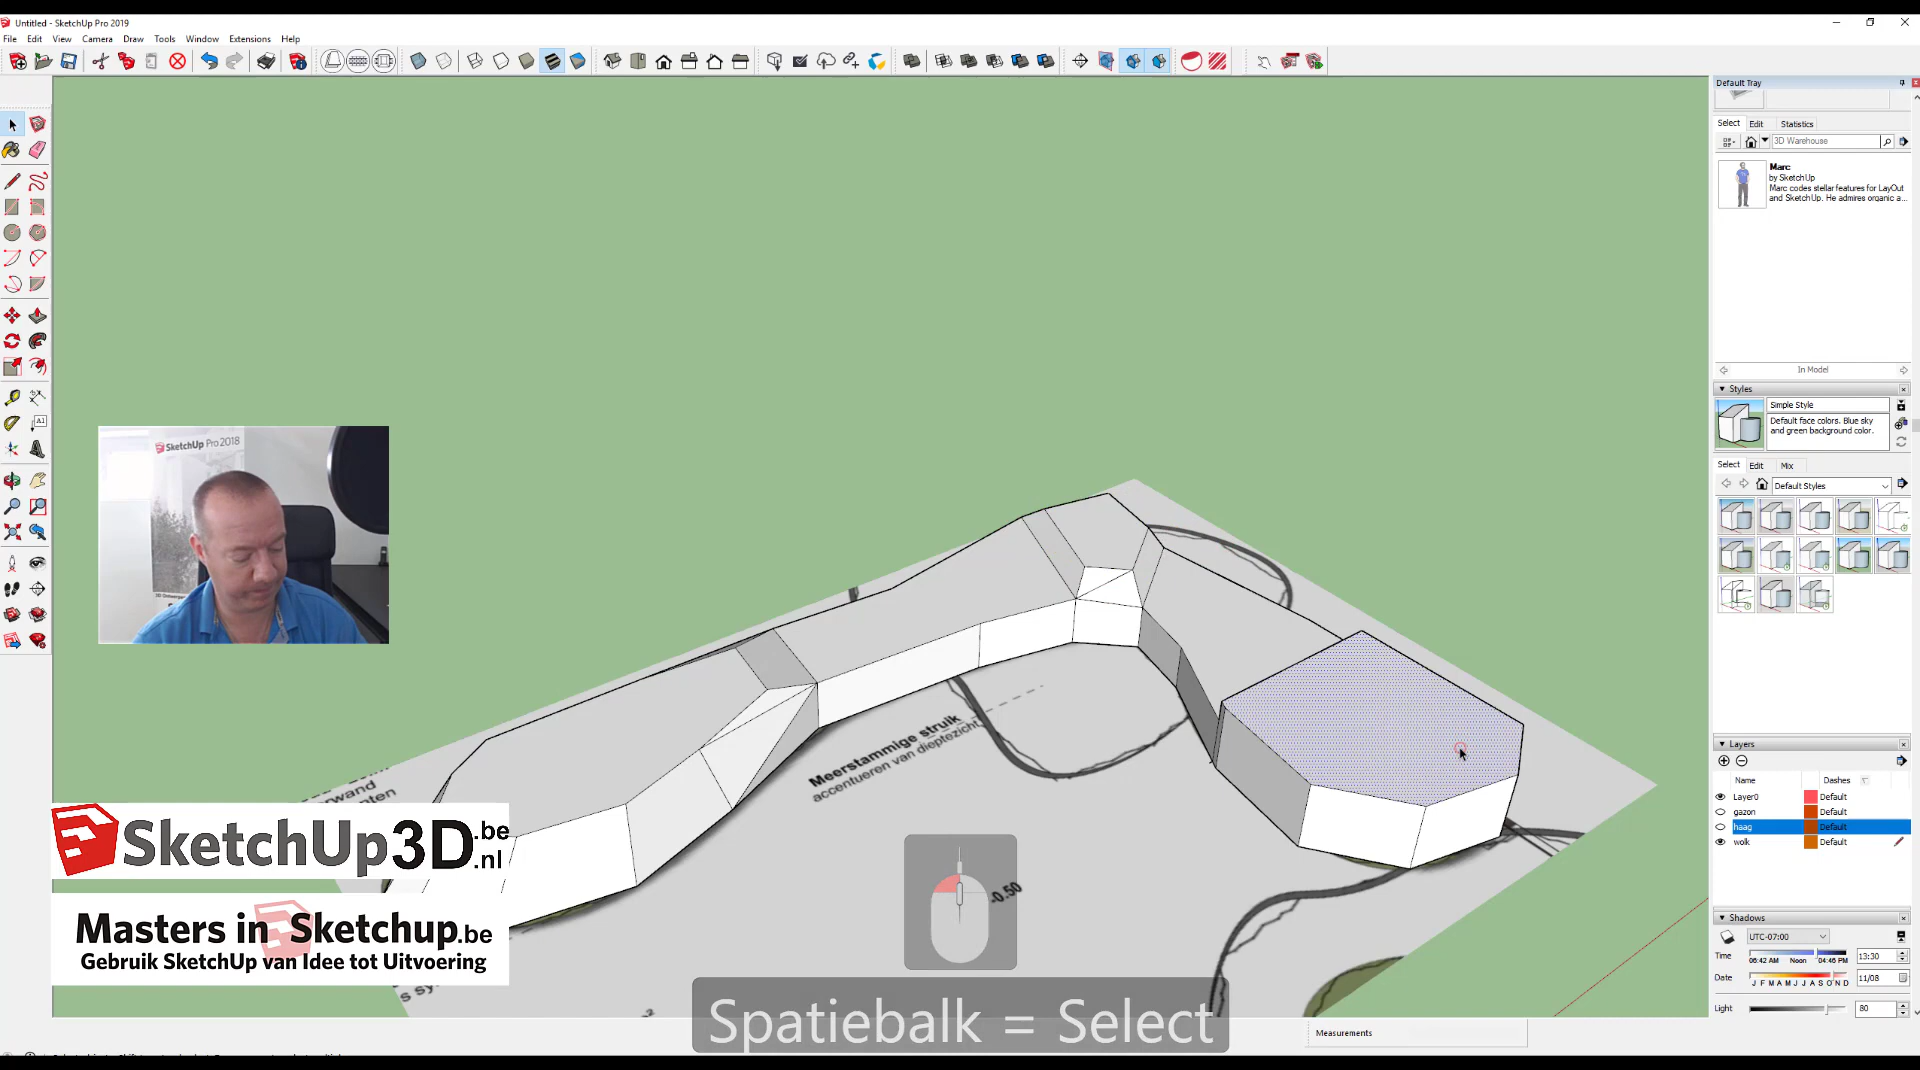 Untitled - SketchUp Pro 2019
File Edit View Camera Draw Tools Window Extensions Help
Default Tray
Select Edit Statistics
3D Warehouse
Marc
by SketchUp
Marc codes stellar features for LayOut
and SketchUp. He admires organic a...
In Model
Styles
Simple Style
Default face colors. Blue sky
and green background color.
Select Edit Mix
Default Styles
Layers
Name Dashes
Layer0 Default
gazon Default
haag Default
wolk Default
Shadows
UTC-07:00
Time 06:42 AM Noon 04:46 PM 13:30
Date J F M A M J J A S O N D 11/08
Light 80
SketchUp Pro 2018
Meerstammige struik
accentueren van dieptezicht
-0.50
SketchUp3D.be
.nl
Masters in Sketchup.be
Gebruik SketchUp van Idee tot Uitvoering
Spatiebalk = Select
Measurements